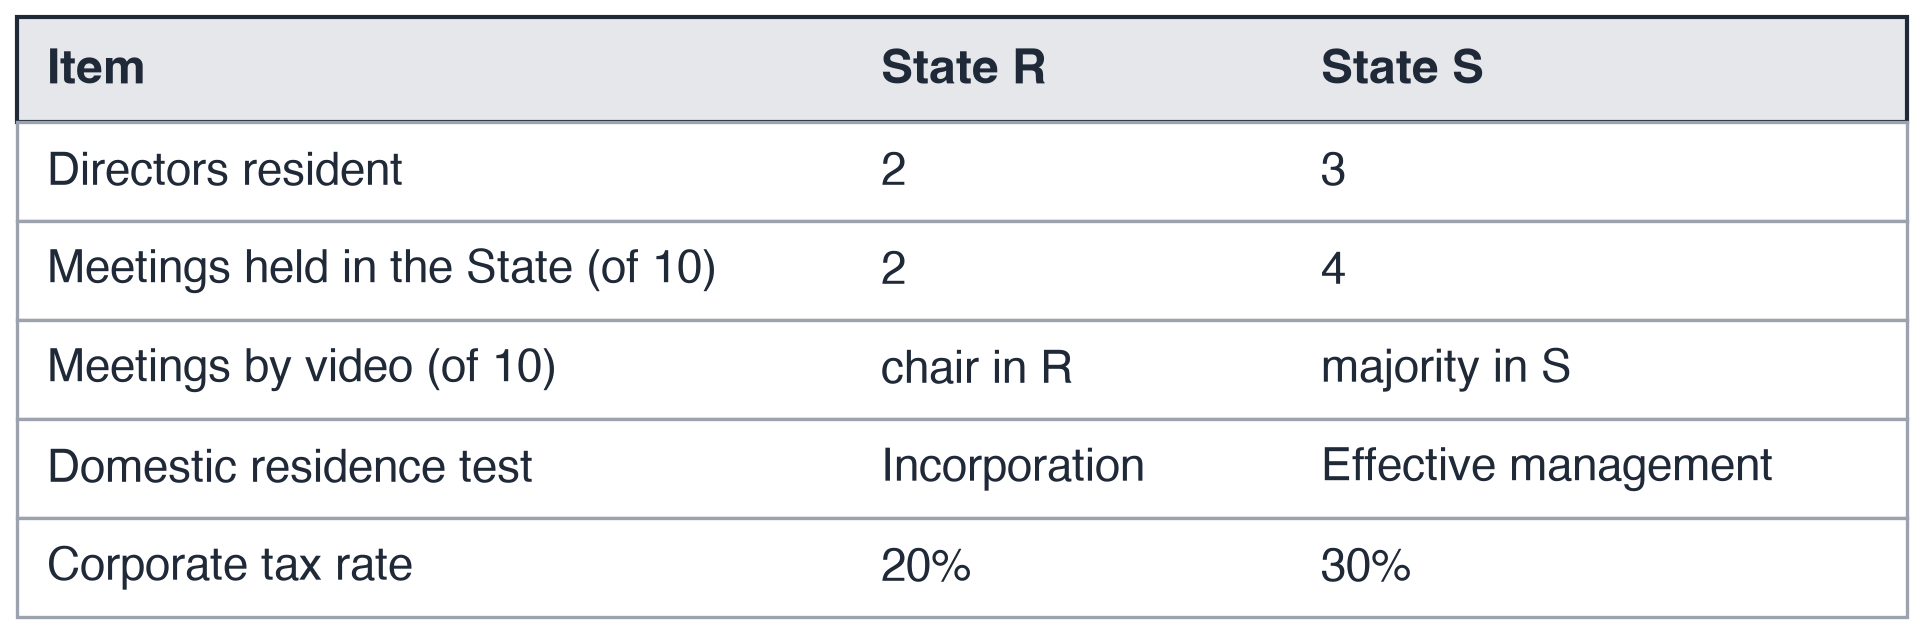 Item State R State S
Directors resident 2 3
Meetings held in the State (of 10) 2 4
Meetings by video (of 10) chair in R majority in S
Domestic residence test Incorporation Effective management
Corporate tax rate 20% 30%